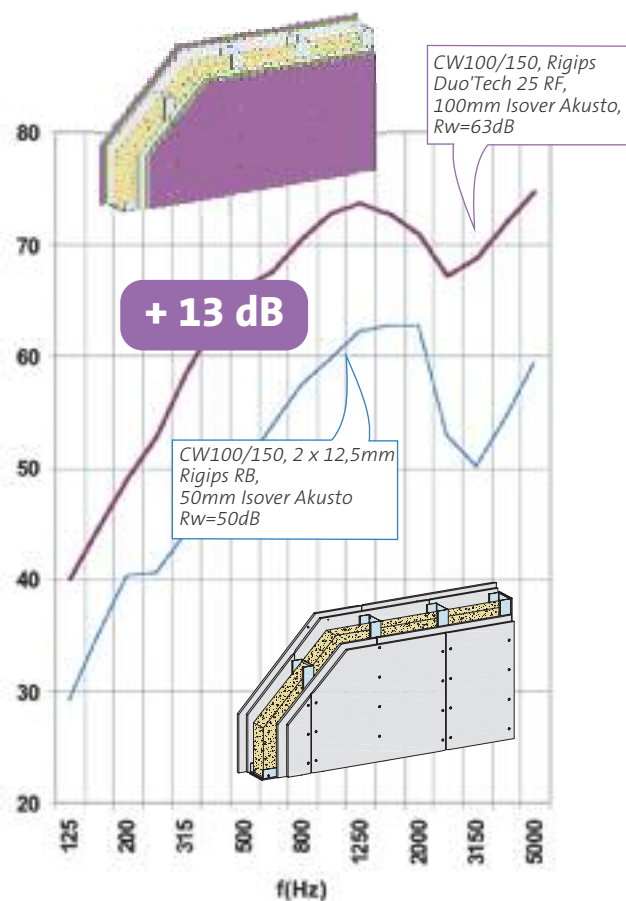 CW100/150, Rigips
Duo'Tech 25 RF,
100mm Isover Akusto,
Rw=63dB
80
70
+ 13 dB
60
CW100/150, 2 x 12,5mm
Rigips RB,
50mm Isover Akusto
Rw=50dB
50
40
30
20
125
200
315
500
800
1250
2000
3150
5000
f(Hz)